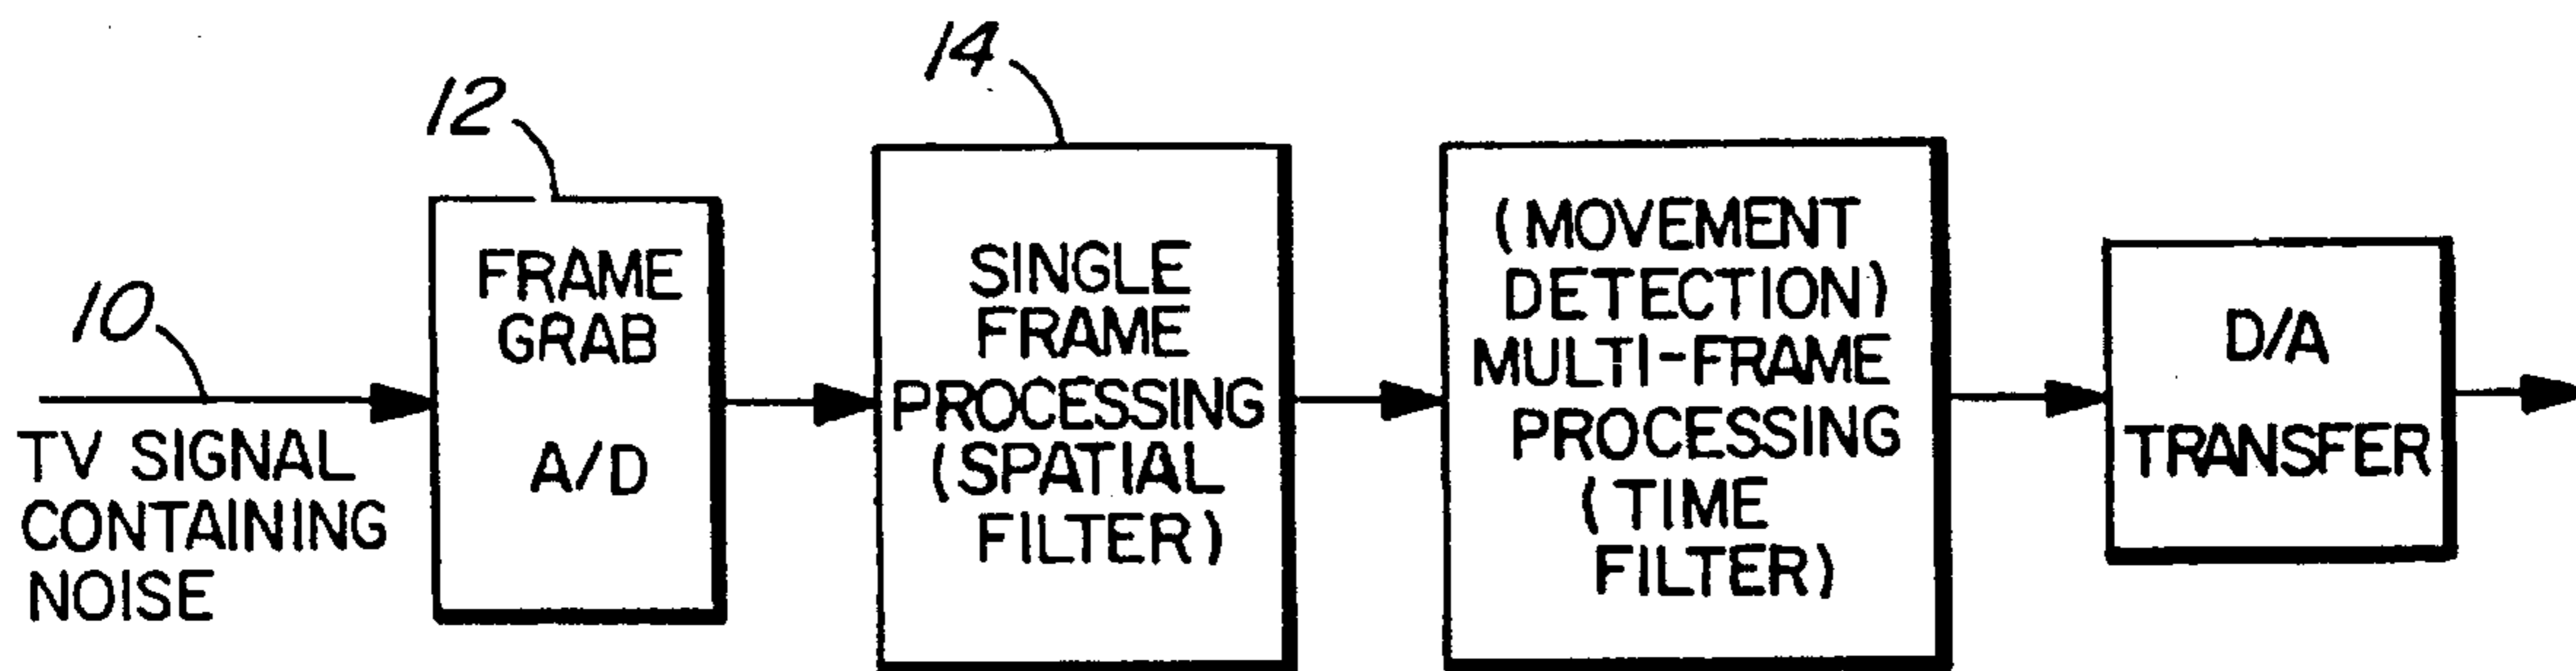 14
12
10
TV SIGNAL
CONTAINING
NOISE
FRAME
GRAB
A/D
SINGLE
FRAME
PROCESSING
(SPATIAL
FILTER)
(MOVEMENT
DETECTION)
MULTI-FRAME
PROCESSING
(TIME
FILTER)
D/A
TRANSFER